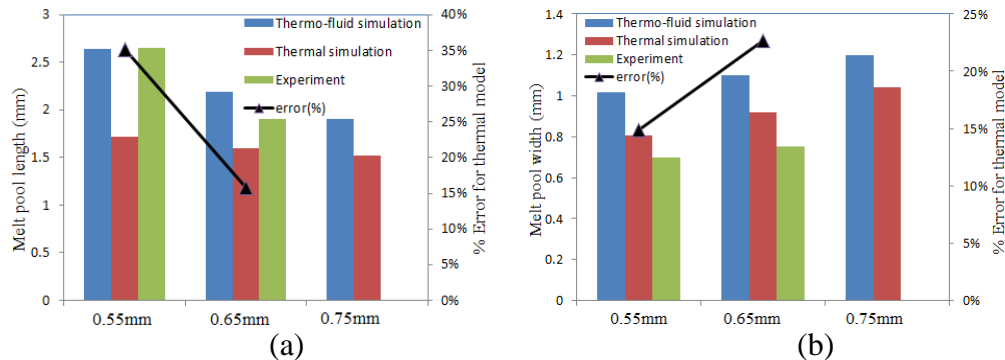 3
2.5
2
1.5
1
0.5
0
Melt pool length (mm)
Thermo-fluid simulation
Thermal simulation
Experiment
error(%)
40%
35%
30%
25%
20%
15%
10%
5%
0%
% Error for thermal model
0.55mm
0.65mm
0.75mm
(a)
1.4
1.2
1
0.8
0.6
0.4
0.2
0
Melt pool width (mm)
Thermo-fluid simulation
Thermal simulation
Experiment
error(%)
25%
20%
15%
10%
5%
0%
% Error for thermal model
0.55mm
0.65mm
0.75mm
(b)